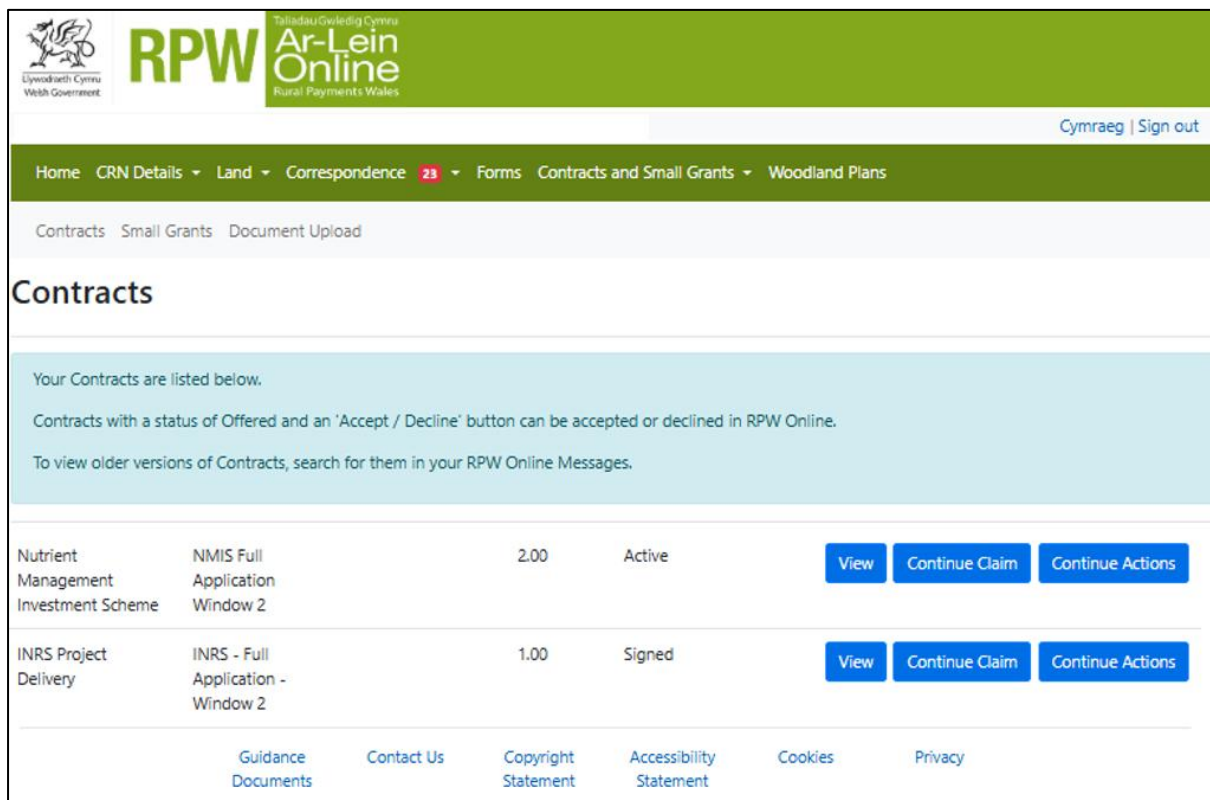 Llywodraeth Cymru
Welsh Government
RPW
Taliadau Gwledig Cymru
Ar-Lein
Online
Rural Payments Wales
Cymraeg | Sign out
Home CRN Details Land Correspondence 23 Forms Contracts and Small Grants Woodland Plans
Contracts Small Grants Document Upload
Contracts
Your Contracts are listed below.
Contracts with a status of Offered and an 'Accept / Decline' button can be accepted or declined in RPW Online.
To view older versions of Contracts, search for them in your RPW Online Messages.
Nutrient
Management
Investment Scheme
NMIS Full
Application
Window 2
2.00
Active
View
Continue Claim
Continue Actions
INRS Project
Delivery
INRS - Full
Application -
Window 2
1.00
Signed
View
Continue Claim
Continue Actions
Guidance
Documents
Contact Us
Copyright
Statement
Accessibility
Statement
Cookies
Privacy